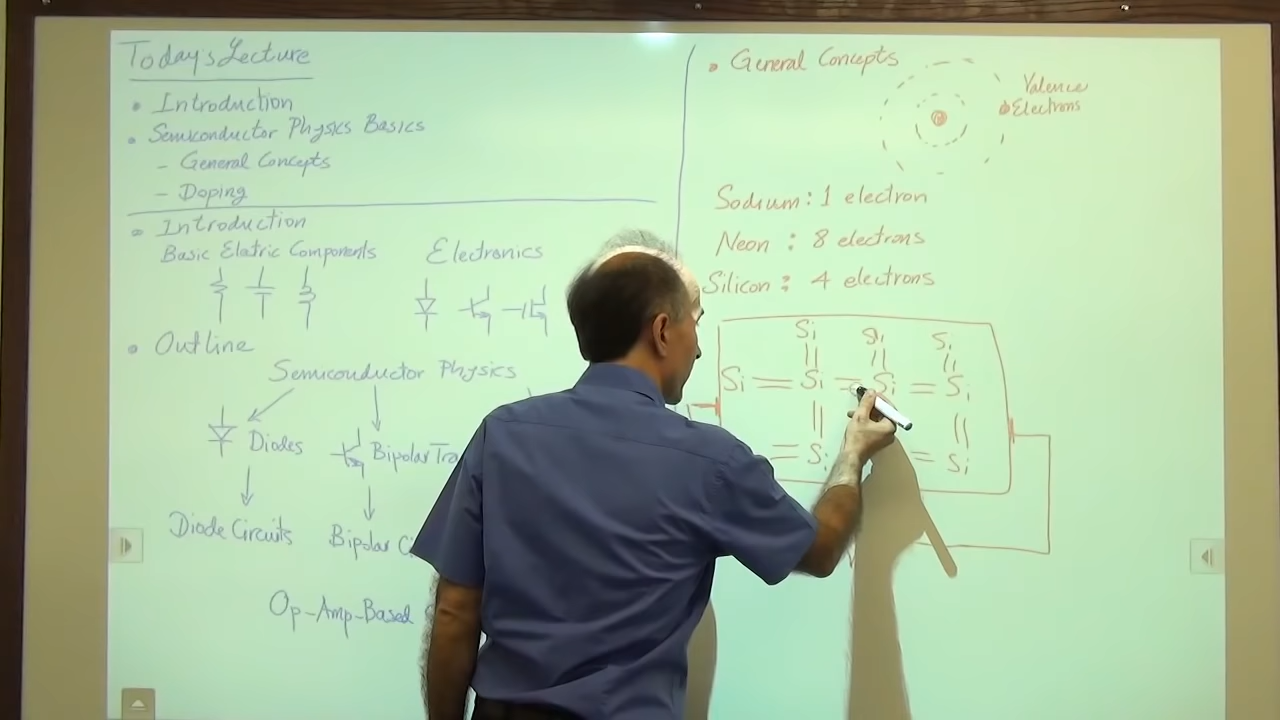 Today's Lecture
• Introduction
• Semiconductor Physics Basics
– General Concepts
– Doping
• Introduction
Basic Elatric Components
Electronics
• Outline
Semiconductor Physics
Diodes
Bipolar
Diode Circuits
Bipolar
Op-Amp-Based
• General Concepts
Valence
Electrons
Sodium: 1 electron
Neon: 8 electrons
Silicon: 4 electrons
Si Si Si
Si = Si = Si = Si
= Si = Si